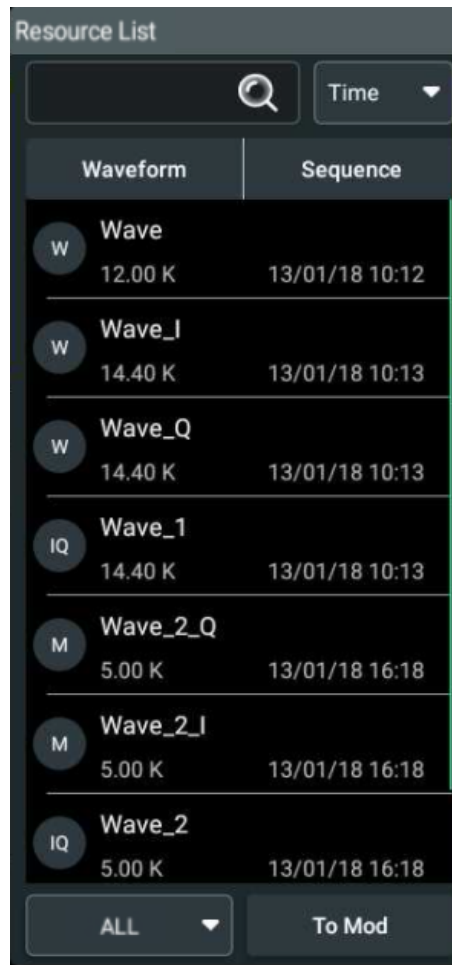 Resource List
Time
Waveform Sequence
W Wave
12.00 K 13/01/18 10:12
W Wave_I
14.40 K 13/01/18 10:13
W Wave_Q
14.40 K 13/01/18 10:13
IQ Wave_1
14.40 K 13/01/18 10:13
M Wave_2_Q
5.00 K 13/01/18 16:18
M Wave_2_I
5.00 K 13/01/18 16:18
IQ Wave_2
5.00 K 13/01/18 16:18
ALL To Mod